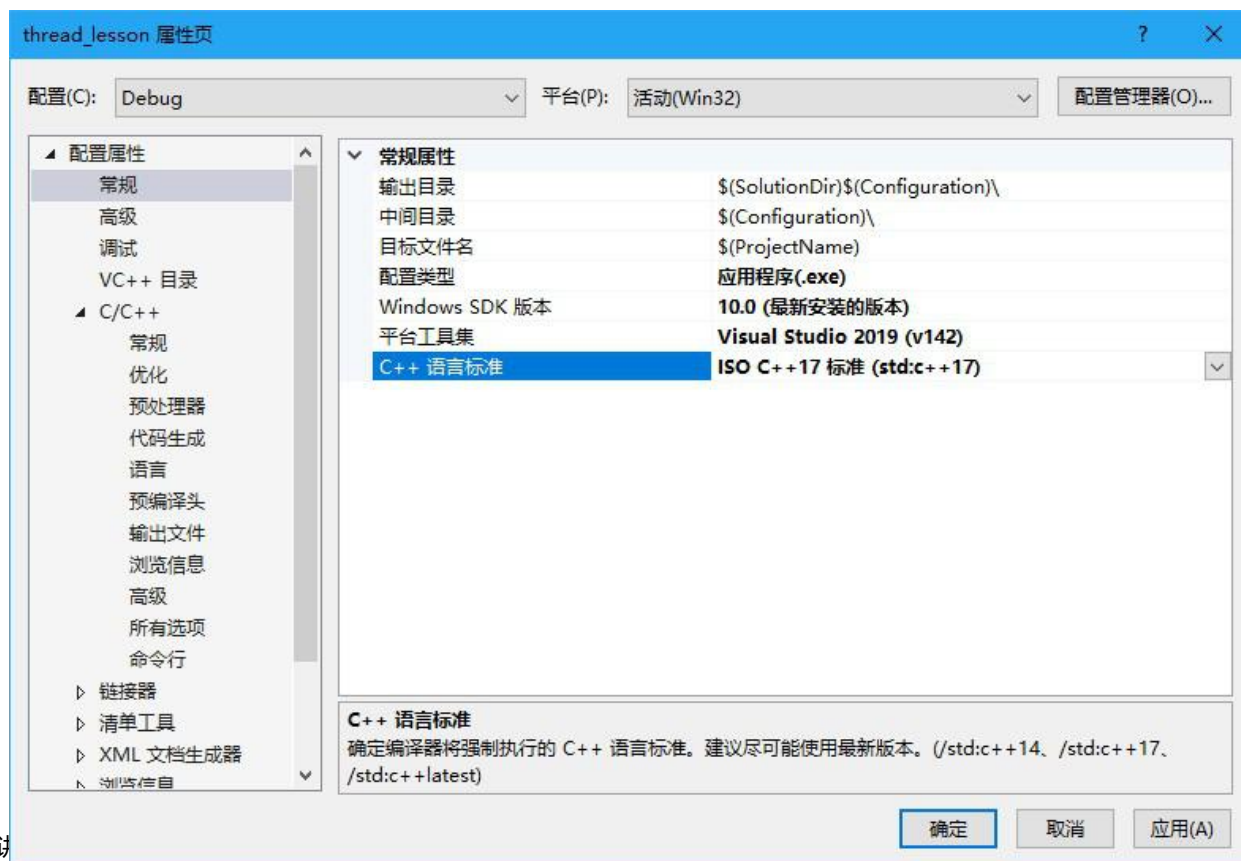 thread_lesson 属性页
? ×
配置(C): Debug 平台(P): 活动(Win32) 配置管理器(O)...
配置属性
常规
高级
调试
VC++ 目录
C/C++
常规
优化
预处理器
代码生成
语言
预编译头
输出文件
浏览信息
高级
所有选项
命令行
链接器
清单工具
XML 文档生成器
浏览信息
常规属性
输出目录 $(SolutionDir)$(Configuration)\
中间目录 $(Configuration)\
目标文件名 $(ProjectName)
配置类型 应用程序(.exe)
Windows SDK 版本 10.0 (最新安装的版本)
平台工具集 Visual Studio 2019 (v142)
C++ 语言标准 ISO C++17 标准 (std:c++17)
C++ 语言标准
确定编译器将强制执行的 C++ 语言标准。建议尽可能使用最新版本。(/std:c++14、/std:c++17、
/std:c++latest)
确定 取消 应用(A)